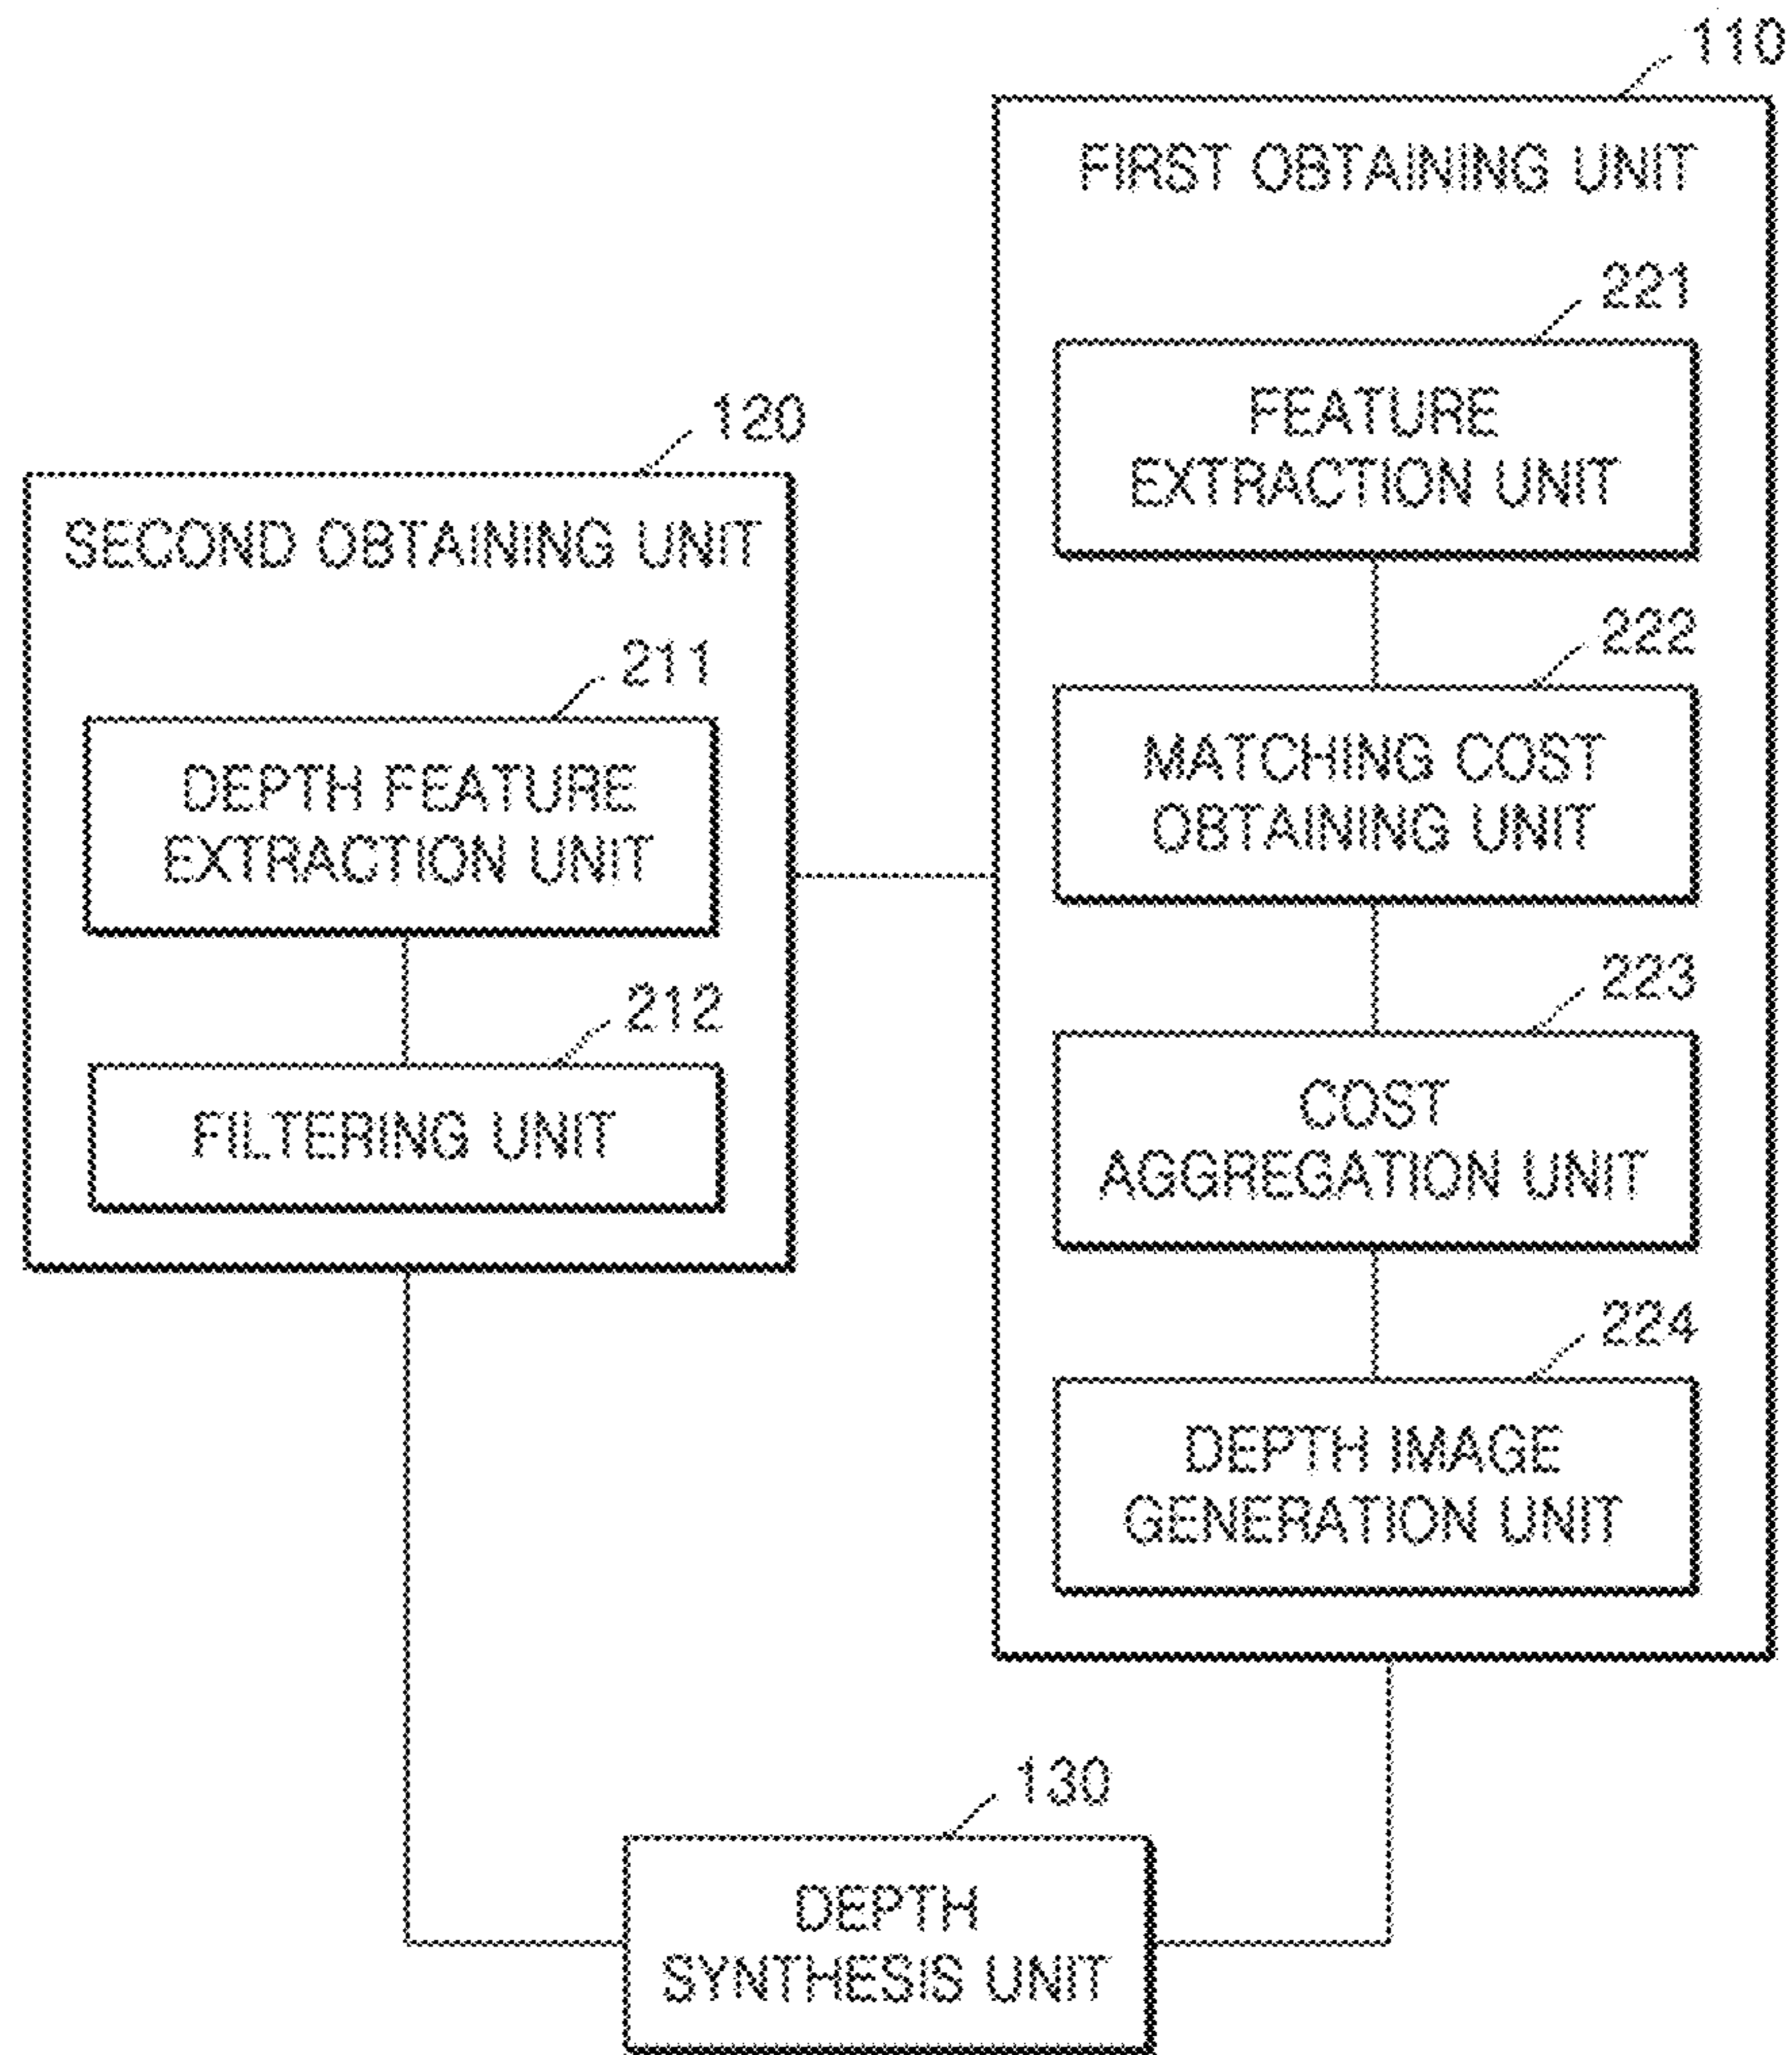 110
FIRST OBTAINING UNIT
221
FEATURE
EXTRACTION UNIT
222
MATCHING COST
OBTAINING UNIT
223
COST
AGGREGATION UNIT
224
DEPTH IMAGE
GENERATION UNIT
120
SECOND OBTAINING UNIT
211
DEPTH FEATURE
EXTRACTION UNIT
212
FILTERING UNIT
130
DEPTH
SYNTHESIS UNIT